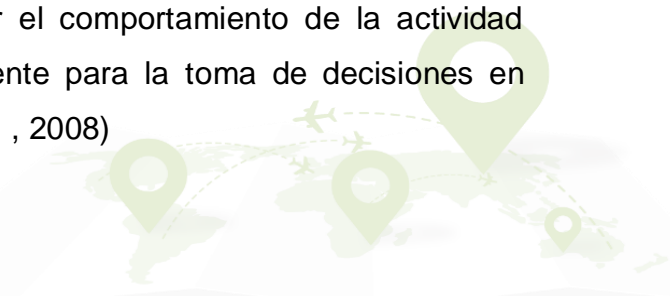 r el comportamiento de la actividad
ente para la toma de decisiones en
, 2008)